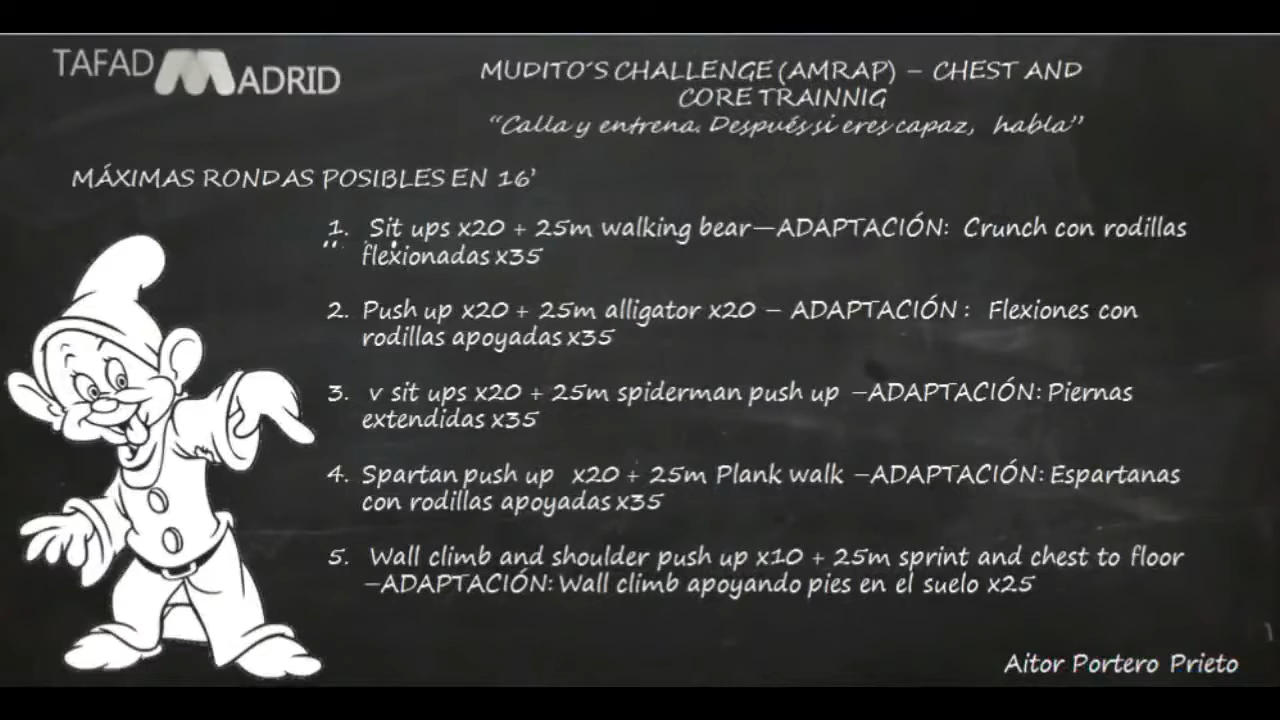 TAFAD MADRID
MUDITO´S CHALLENGE (AMRAP) – CHEST AND
CORE TRAINNIG
“Calla y entrena. Después si eres capaz, habla”
MÁXIMAS RONDAS POSIBLES EN 16’
1. Sit ups x20 + 25m walking bear—ADAPTACIÓN: Crunch con rodillas
flexionadas x35
2. Push up x20 + 25m alligator x20 – ADAPTACIÓN : Flexiones con
rodillas apoyadas x35
3. v sit ups x20 + 25m spiderman push up –ADAPTACIÓN: Piernas
extendidas x35
4. Spartan push up x20 + 25m Plank walk –ADAPTACIÓN: Espartanas
con rodillas apoyadas x35
5. Wall climb and shoulder push up x10 + 25m sprint and chest to floor
–ADAPTACIÓN: Wall climb apoyando pies en el suelo x25
Aitor Portero Prieto